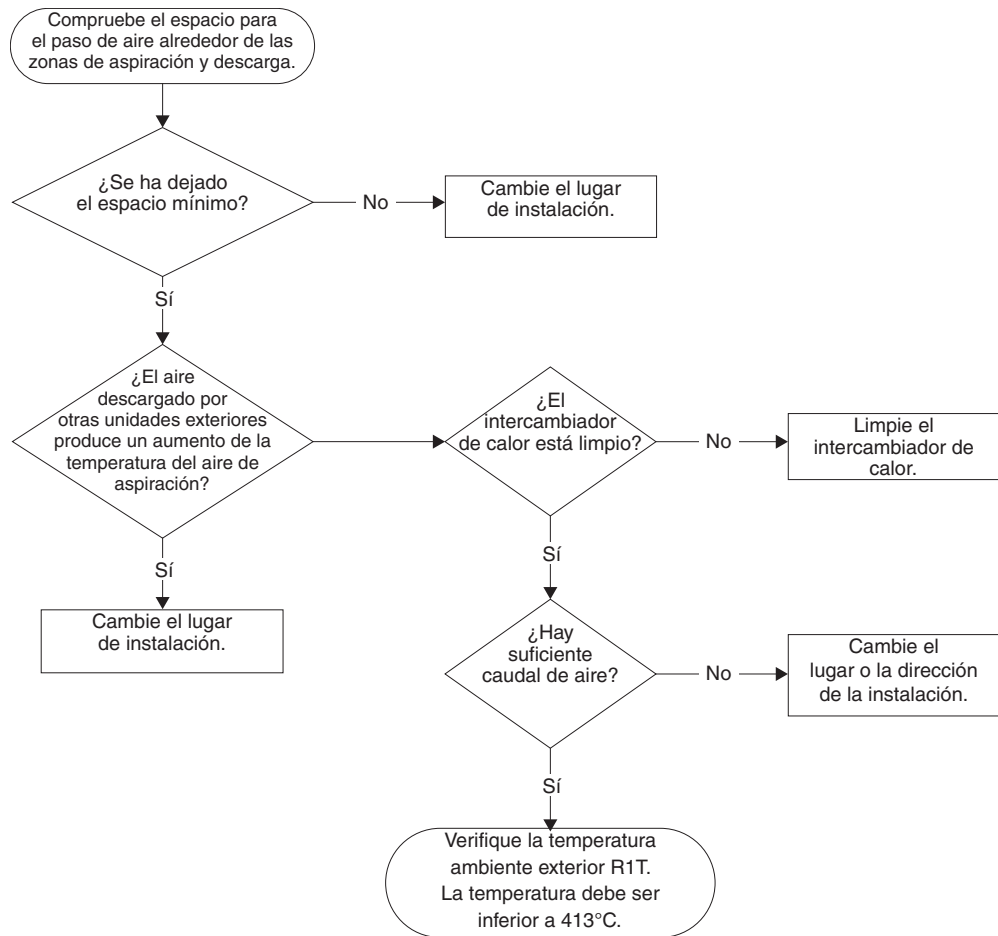 Compruebe el espacio para
el paso de aire alrededor de las
zonas de aspiración y descarga.
¿Se ha dejado
el espacio mínimo?
No
Cambie el lugar
de instalación.
Sí
¿El aire
descargado por
otras unidades exteriores
produce un aumento de la
temperatura del aire de
aspiración?
Sí
Cambie el lugar
de instalación.
¿El
intercambiador
de calor está limpio?
No
Limpie el
intercambiador de
calor.
Sí
¿Hay
suficiente
caudal de aire?
No
Cambie el
lugar o la dirección
de la instalación.
Sí
Verifique la temperatura
ambiente exterior R1T.
La temperatura debe ser
inferior a 413°C.